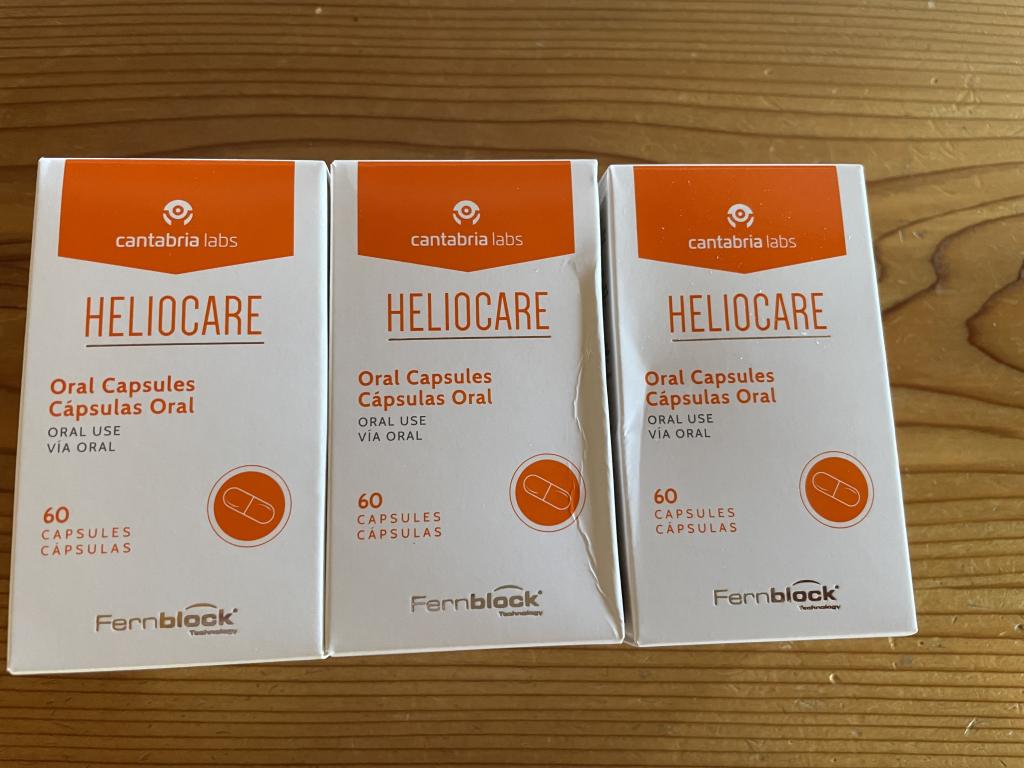 cantabria labs
HELIOCARE
Oral Capsules
Cápsulas Oral
ORAL USE
VÍA ORAL
60
CAPSULES
CÁPSULAS
Fernblock®
Technology
cantabria labs
HELIOCARE
Oral Capsules
Cápsulas Oral
ORAL USE
VÍA ORAL
60
CAPSULES
CÁPSULAS
Fernblock®
Technology
cantabria labs
HELIOCARE
Oral Capsules
Cápsulas Oral
ORAL USE
VÍA ORAL
60
CAPSULES
CÁPSULAS
Fernblock®
Technology